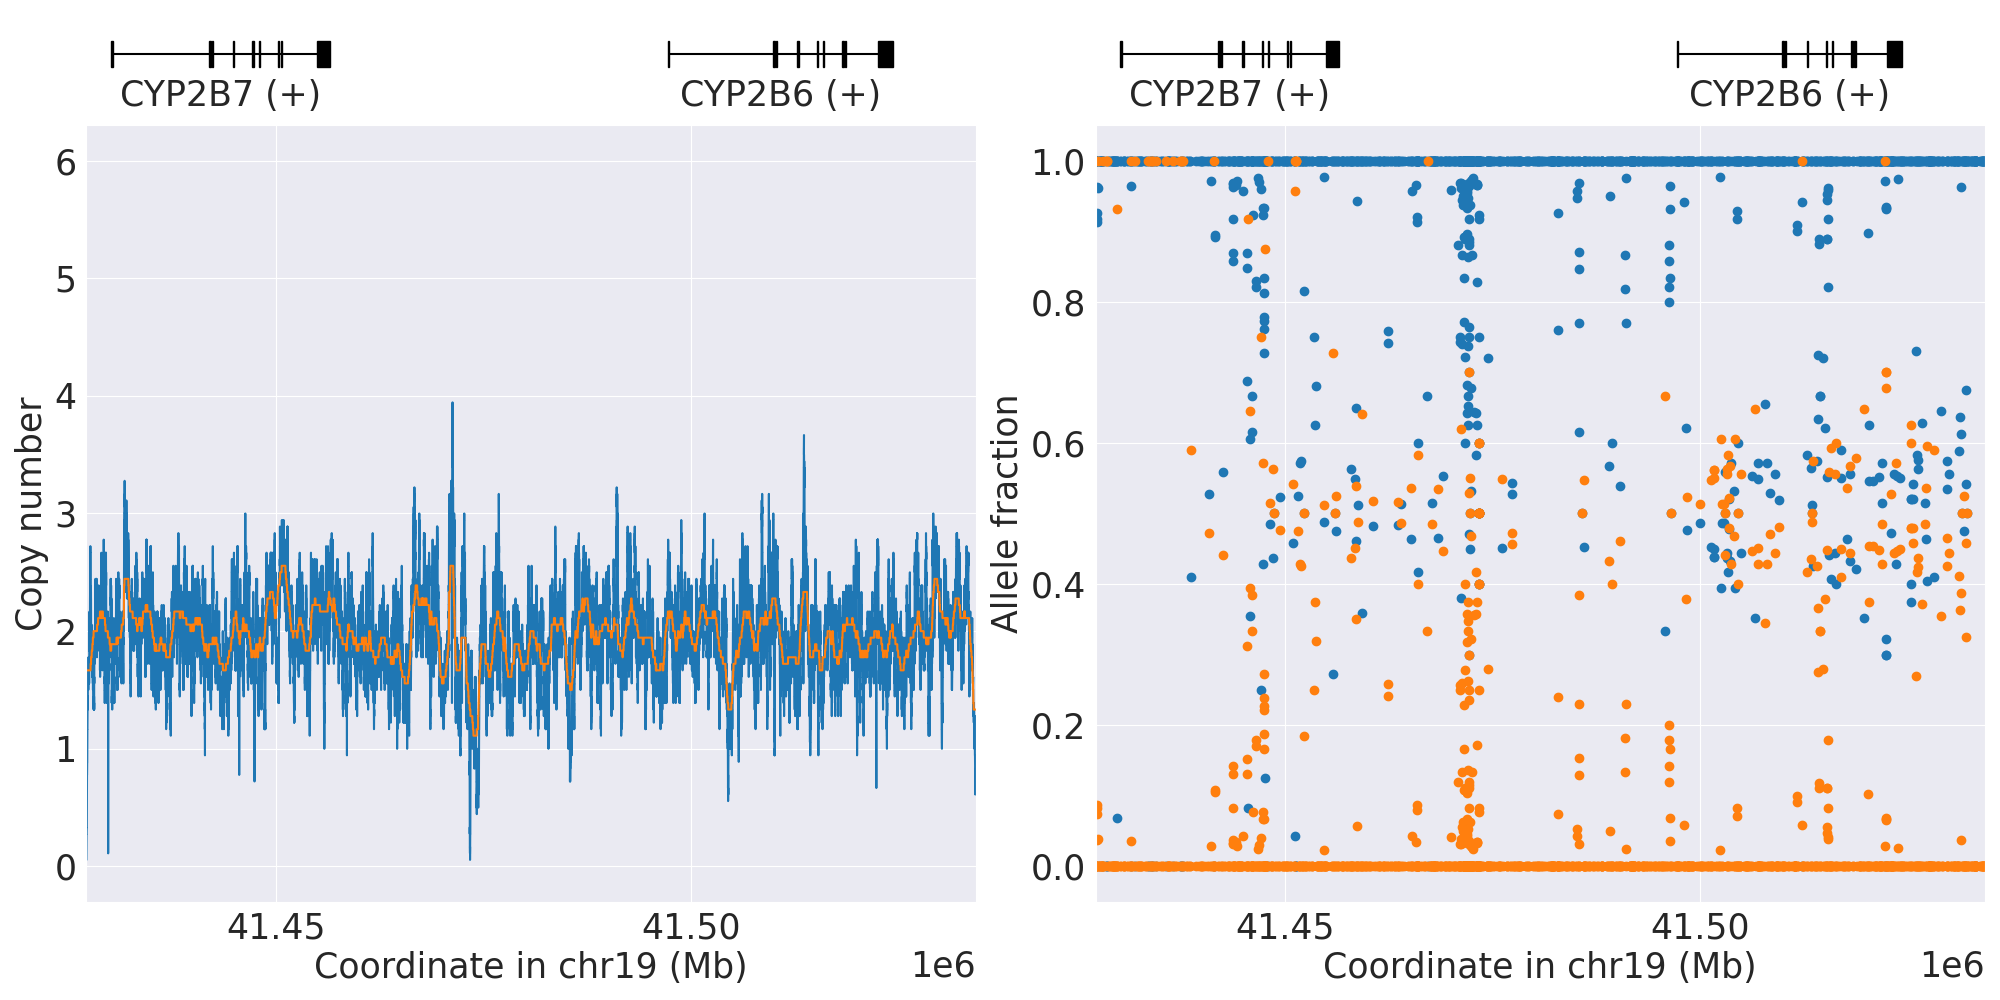 CYP2B7 (+)
CYP2B6 (+)
Copy number
6
5
4
3
2
1
0
41.45
41.50
Coordinate in chr19 (Mb)
1e6
CYP2B7 (+)
CYP2B6 (+)
Allele fraction
1.0
0.8
0.6
0.4
0.2
0.0
41.45
41.50
Coordinate in chr19 (Mb)
1e6